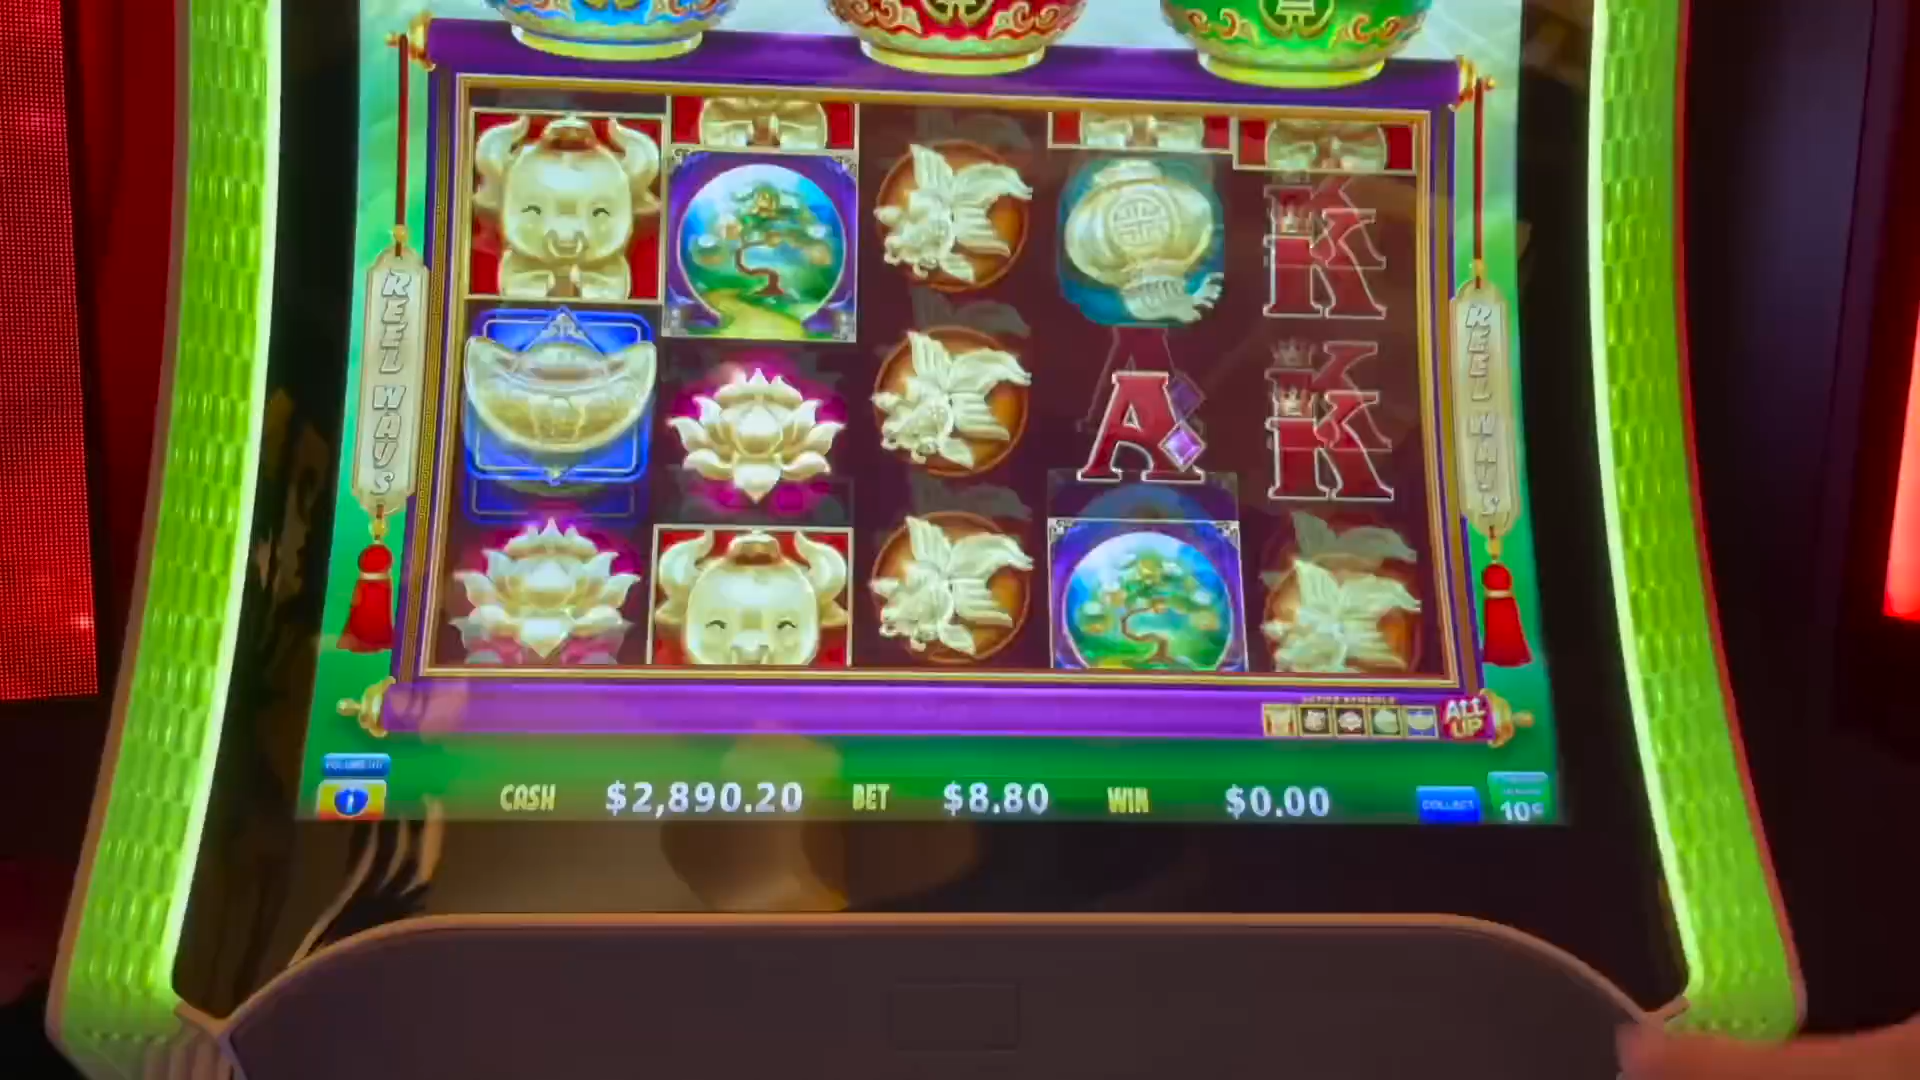 REEL WAYS
REEL WAYS
K
A
K
ALL UP
CASH $2,890.20 BET $8.80 WIN $0.00
COLLECT
10¢